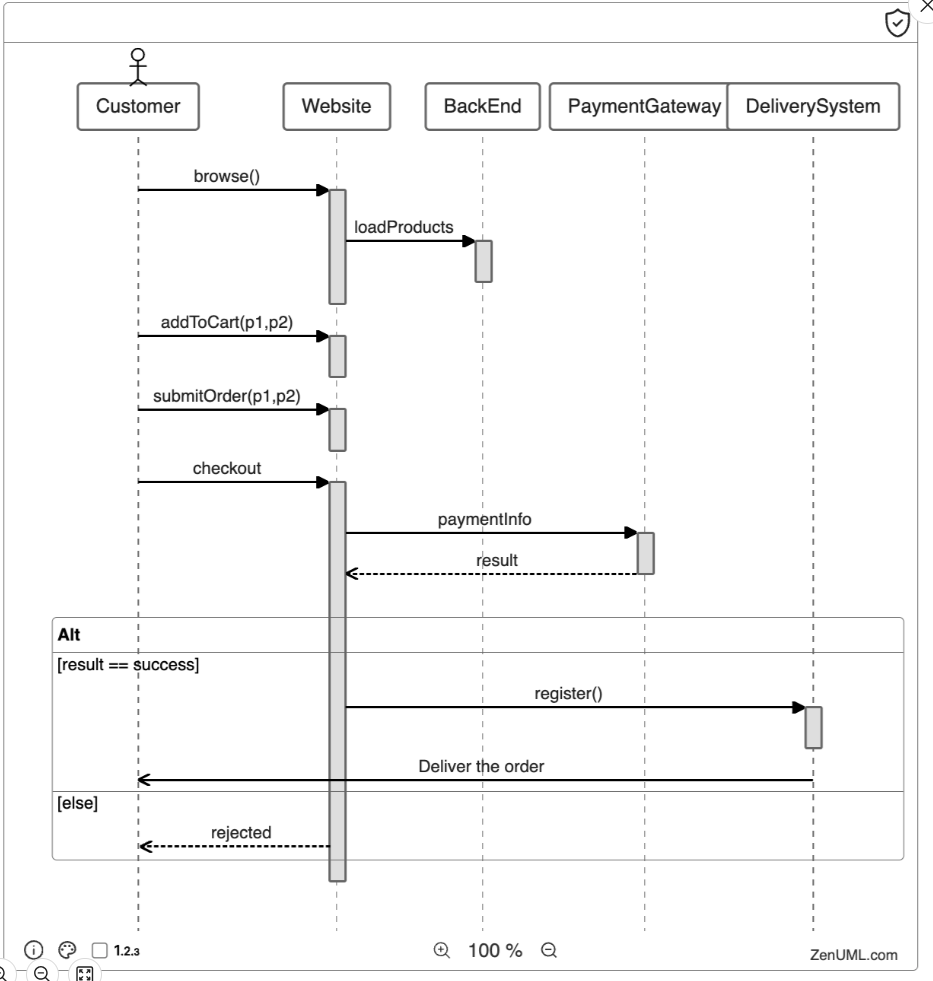 Customer
Website
BackEnd
PaymentGateway
DeliverySystem
browse()
loadProducts
addToCart(p1,p2)
submitOrder(p1,p2)
checkout
paymentInfo
result
Alt
[result == success]
register()
Deliver the order
[else]
rejected
1.2.3
100 %
ZenUML.com